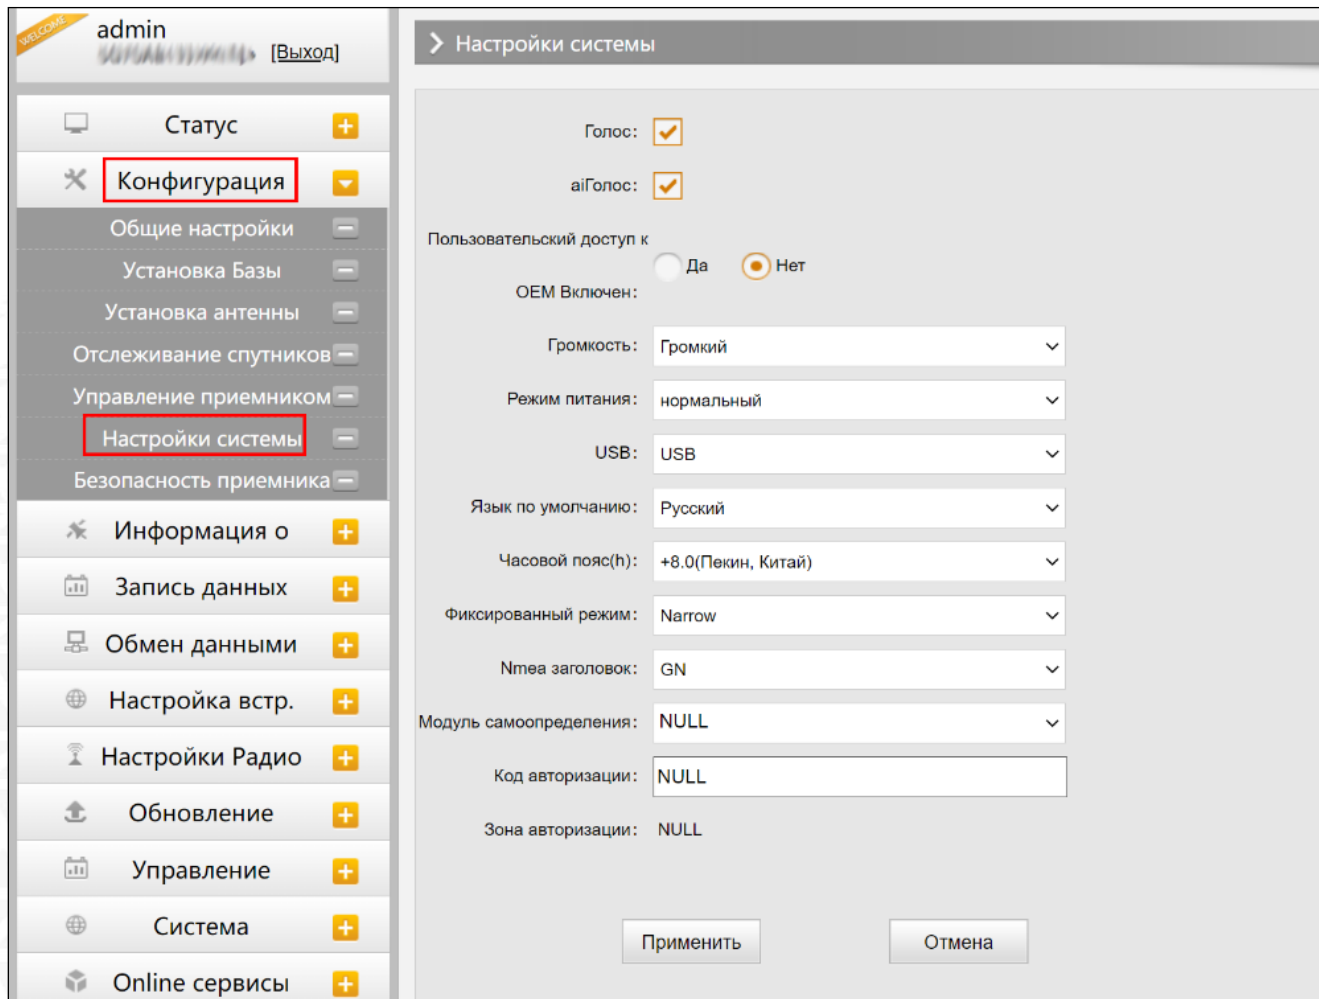 WELCOME
admin
[Выход]
Статус
Конфигурация
Общие настройки
Установка Базы
Установка антенны
Отслеживание спутников
Управление приемником
Настройки системы
Безопасность приемника
Информация о
Запись данных
Обмен данными
Настройка встр.
Настройки Радио
Обновление
Управление
Система
Online сервисы
Настройки системы
Голос:
aiГолос:
Пользовательский доступ к
Да Нет
OEM Включен:
Громкость: Громкий
Режим питания: нормальный
USB: USB
Язык по умолчанию: Русский
Часовой пояс(h): +8.0(Пекин, Китай)
Фиксированный режим: Narrow
Nmea заголовок: GN
Модуль самоопределения: NULL
Код авторизации: NULL
Зона авторизации: NULL
Применить Отмена